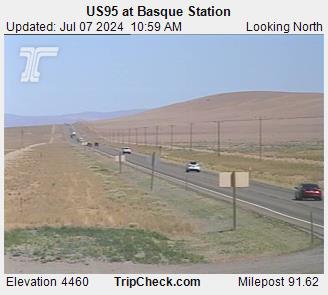 US95 at Basque Station
Updated: Jul 07 2024 10:59 AM Looking North
Elevation 4460 TripCheck.com Milepost 91.62